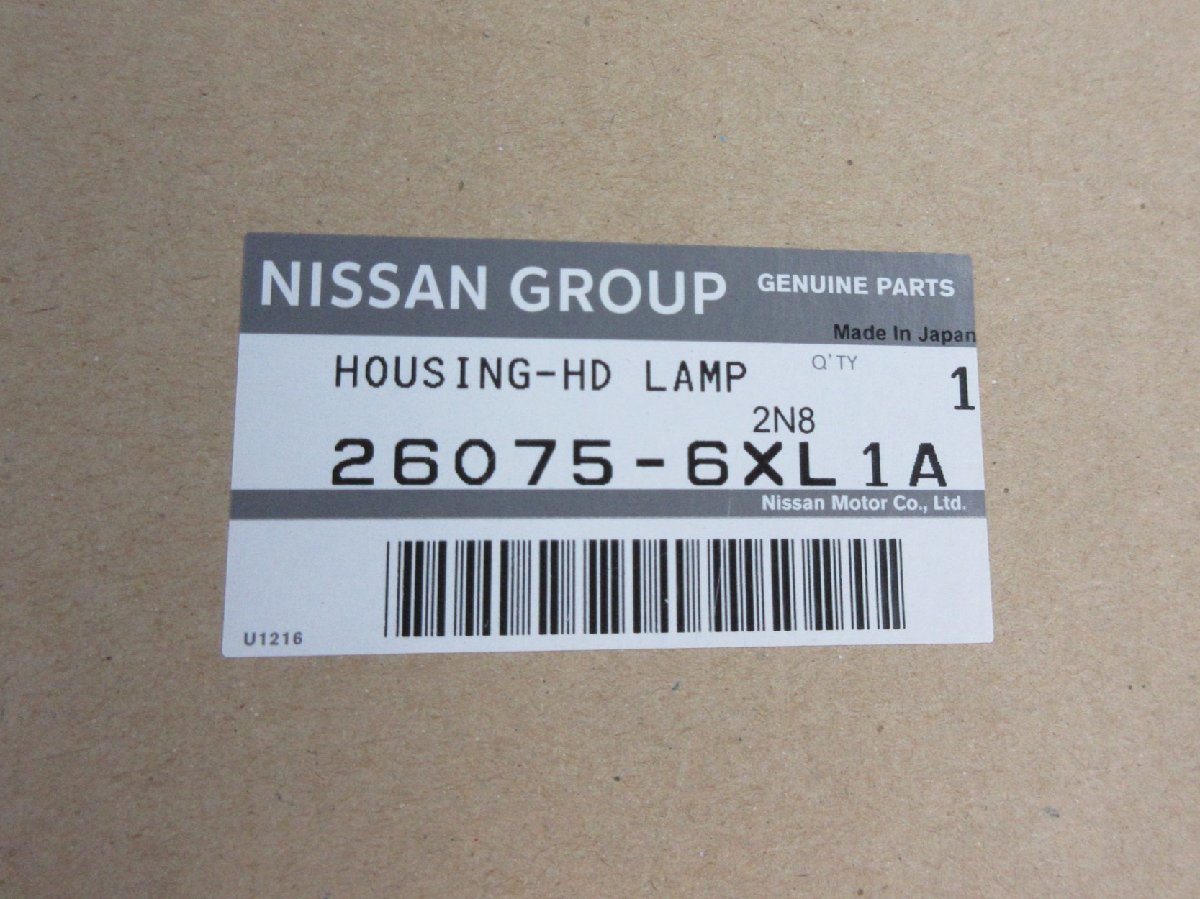 NISSAN GROUP GENUINE PARTS
Made In Japan
HOUSING-HD LAMP Q'TY 1
2N8
26075-6XL1A
Nissan Motor Co., Ltd.
U1216